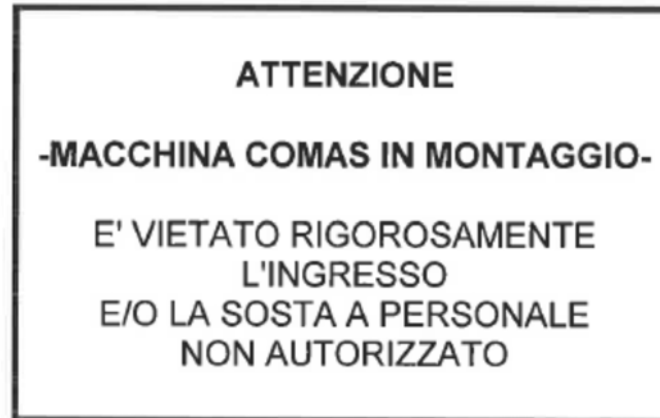 ATTENZIONE
-MACCHINA COMAS IN MONTAGGIO-
E' VIETATO RIGOROSAMENTE
L'INGRESSO
E/O LA SOSTA A PERSONALE
NON AUTORIZZATO